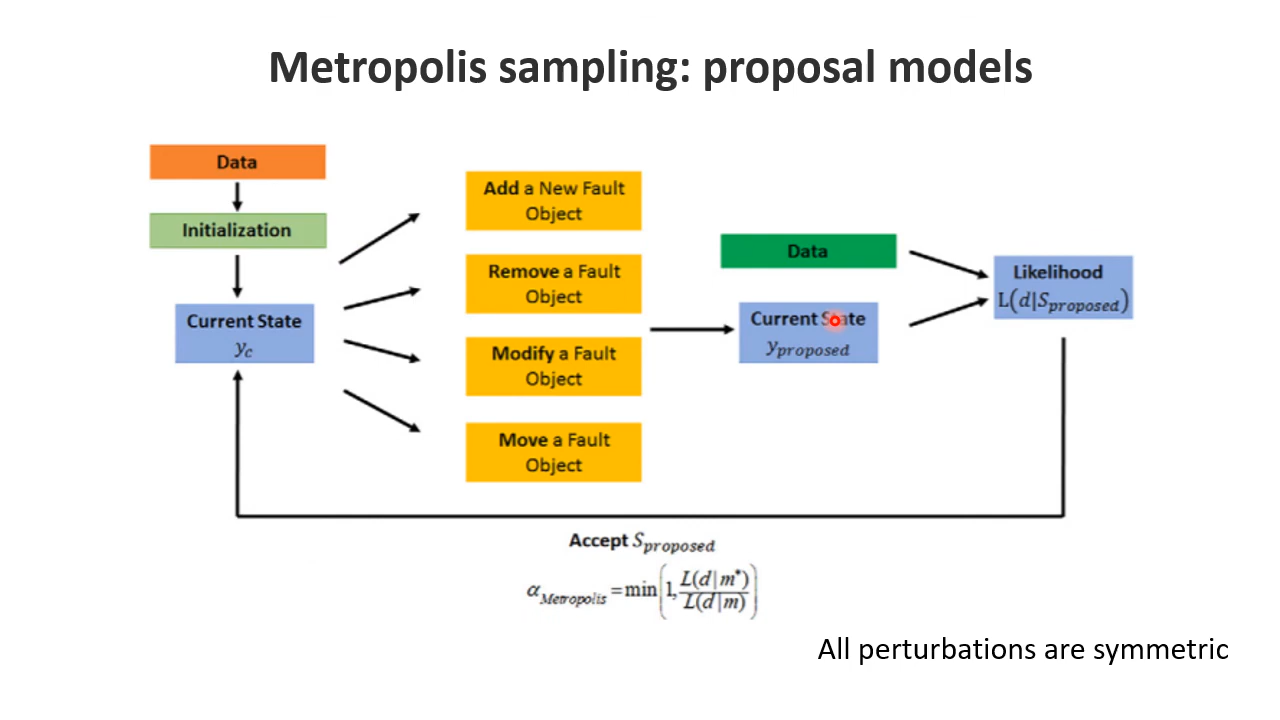 Metropolis sampling: proposal models
Data
Initialization
Current State
y_c
Add a New Fault
Object
Remove a Fault
Object
Modify a Fault
Object
Move a Fault
Object
Data
Current State
y_proposed
Likelihood
L(d|S_proposed)
Accept S_proposed
α_Metropolis = min(1, L(d|m*) / L(d|m))
All perturbations are symmetric